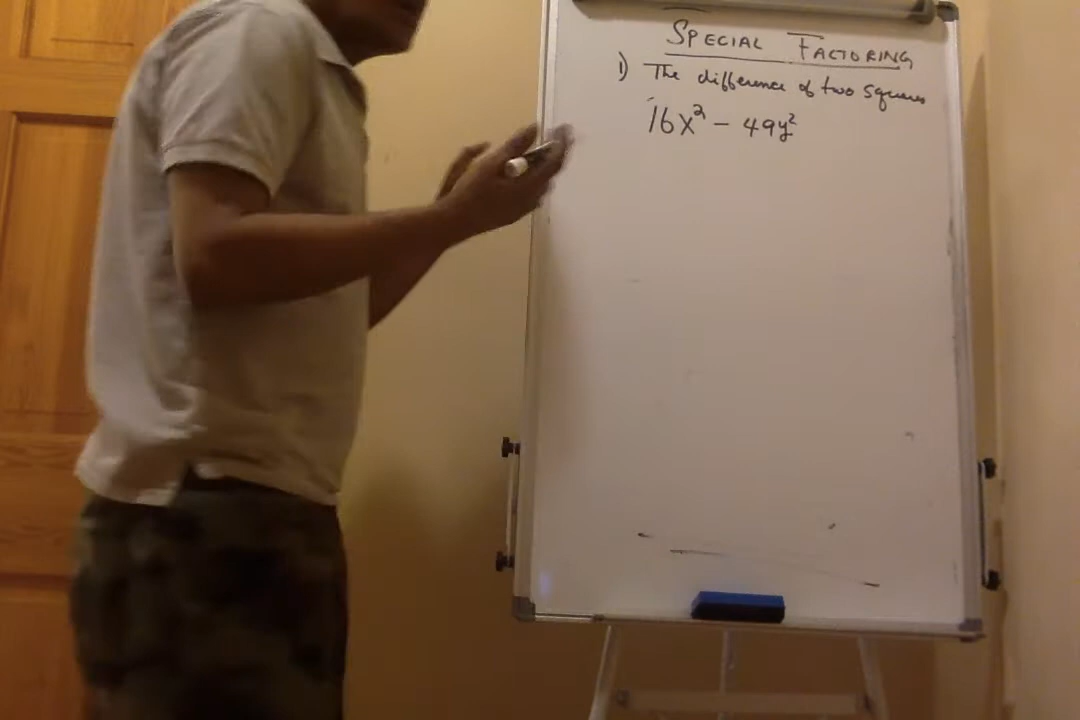 SPECIAL FACTORING
1) The difference of two squares
16x² - 49y²